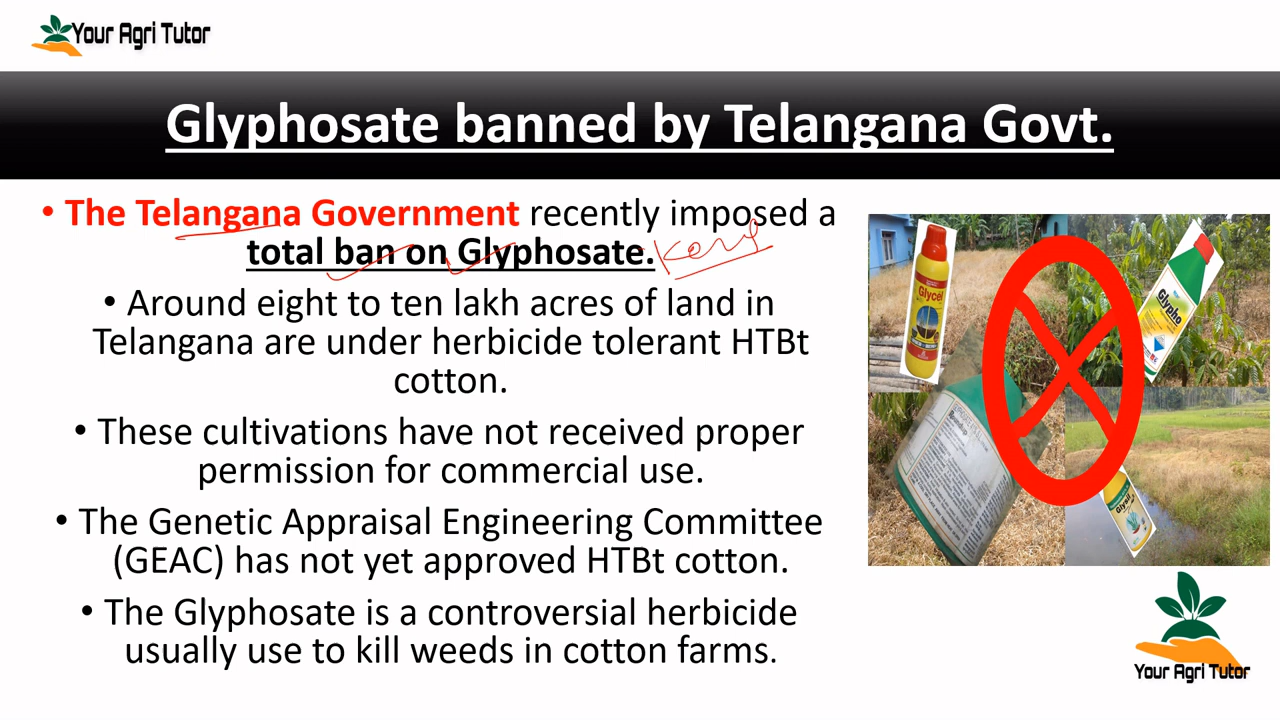 Your Agri Tutor
Glyphosate banned by Telangana Govt.
• The Telangana Government recently imposed a
total ban on Glyphosate.
• Around eight to ten lakh acres of land in
Telangana are under herbicide tolerant HTBt
cotton.
• These cultivations have not received proper
permission for commercial use.
• The Genetic Appraisal Engineering Committee
(GEAC) has not yet approved HTBt cotton.
• The Glyphosate is a controversial herbicide
usually use to kill weeds in cotton farms.
Glycel
Glypho
Roundup
Your Agri Tutor